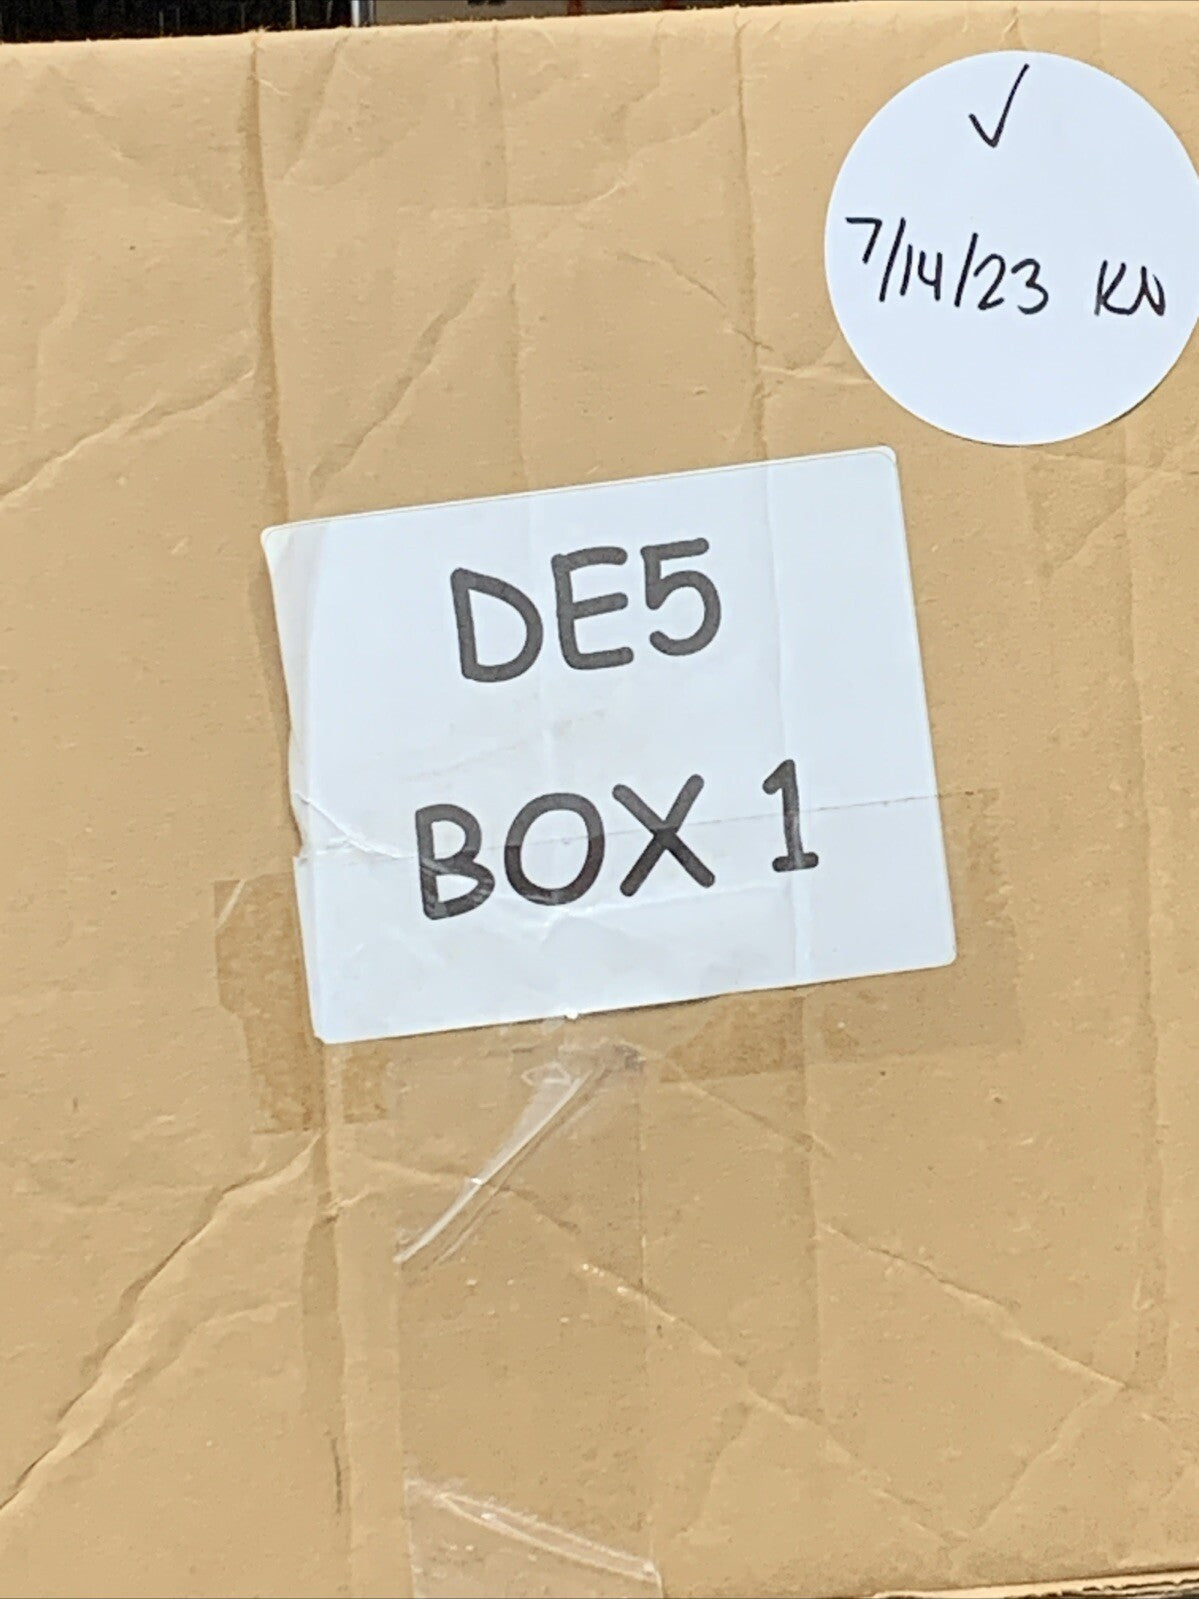 ✓
7/14/23 KN
DE5
BOX 1